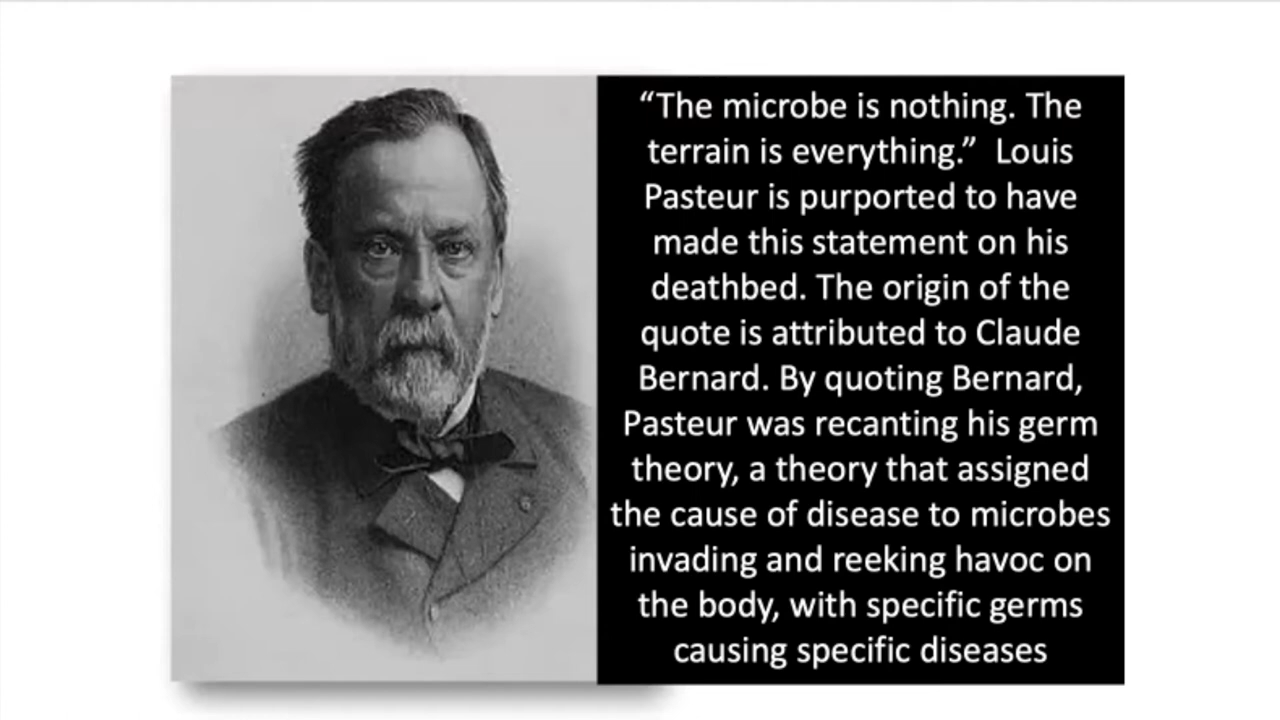 “The microbe is nothing. The
terrain is everything.”  Louis
Pasteur is purported to have
made this statement on his
deathbed. The origin of the
quote is attributed to Claude
Bernard. By quoting Bernard,
Pasteur was recanting his germ
theory, a theory that assigned
the cause of disease to microbes
invading and reeking havoc on
the body, with specific germs
causing specific diseases